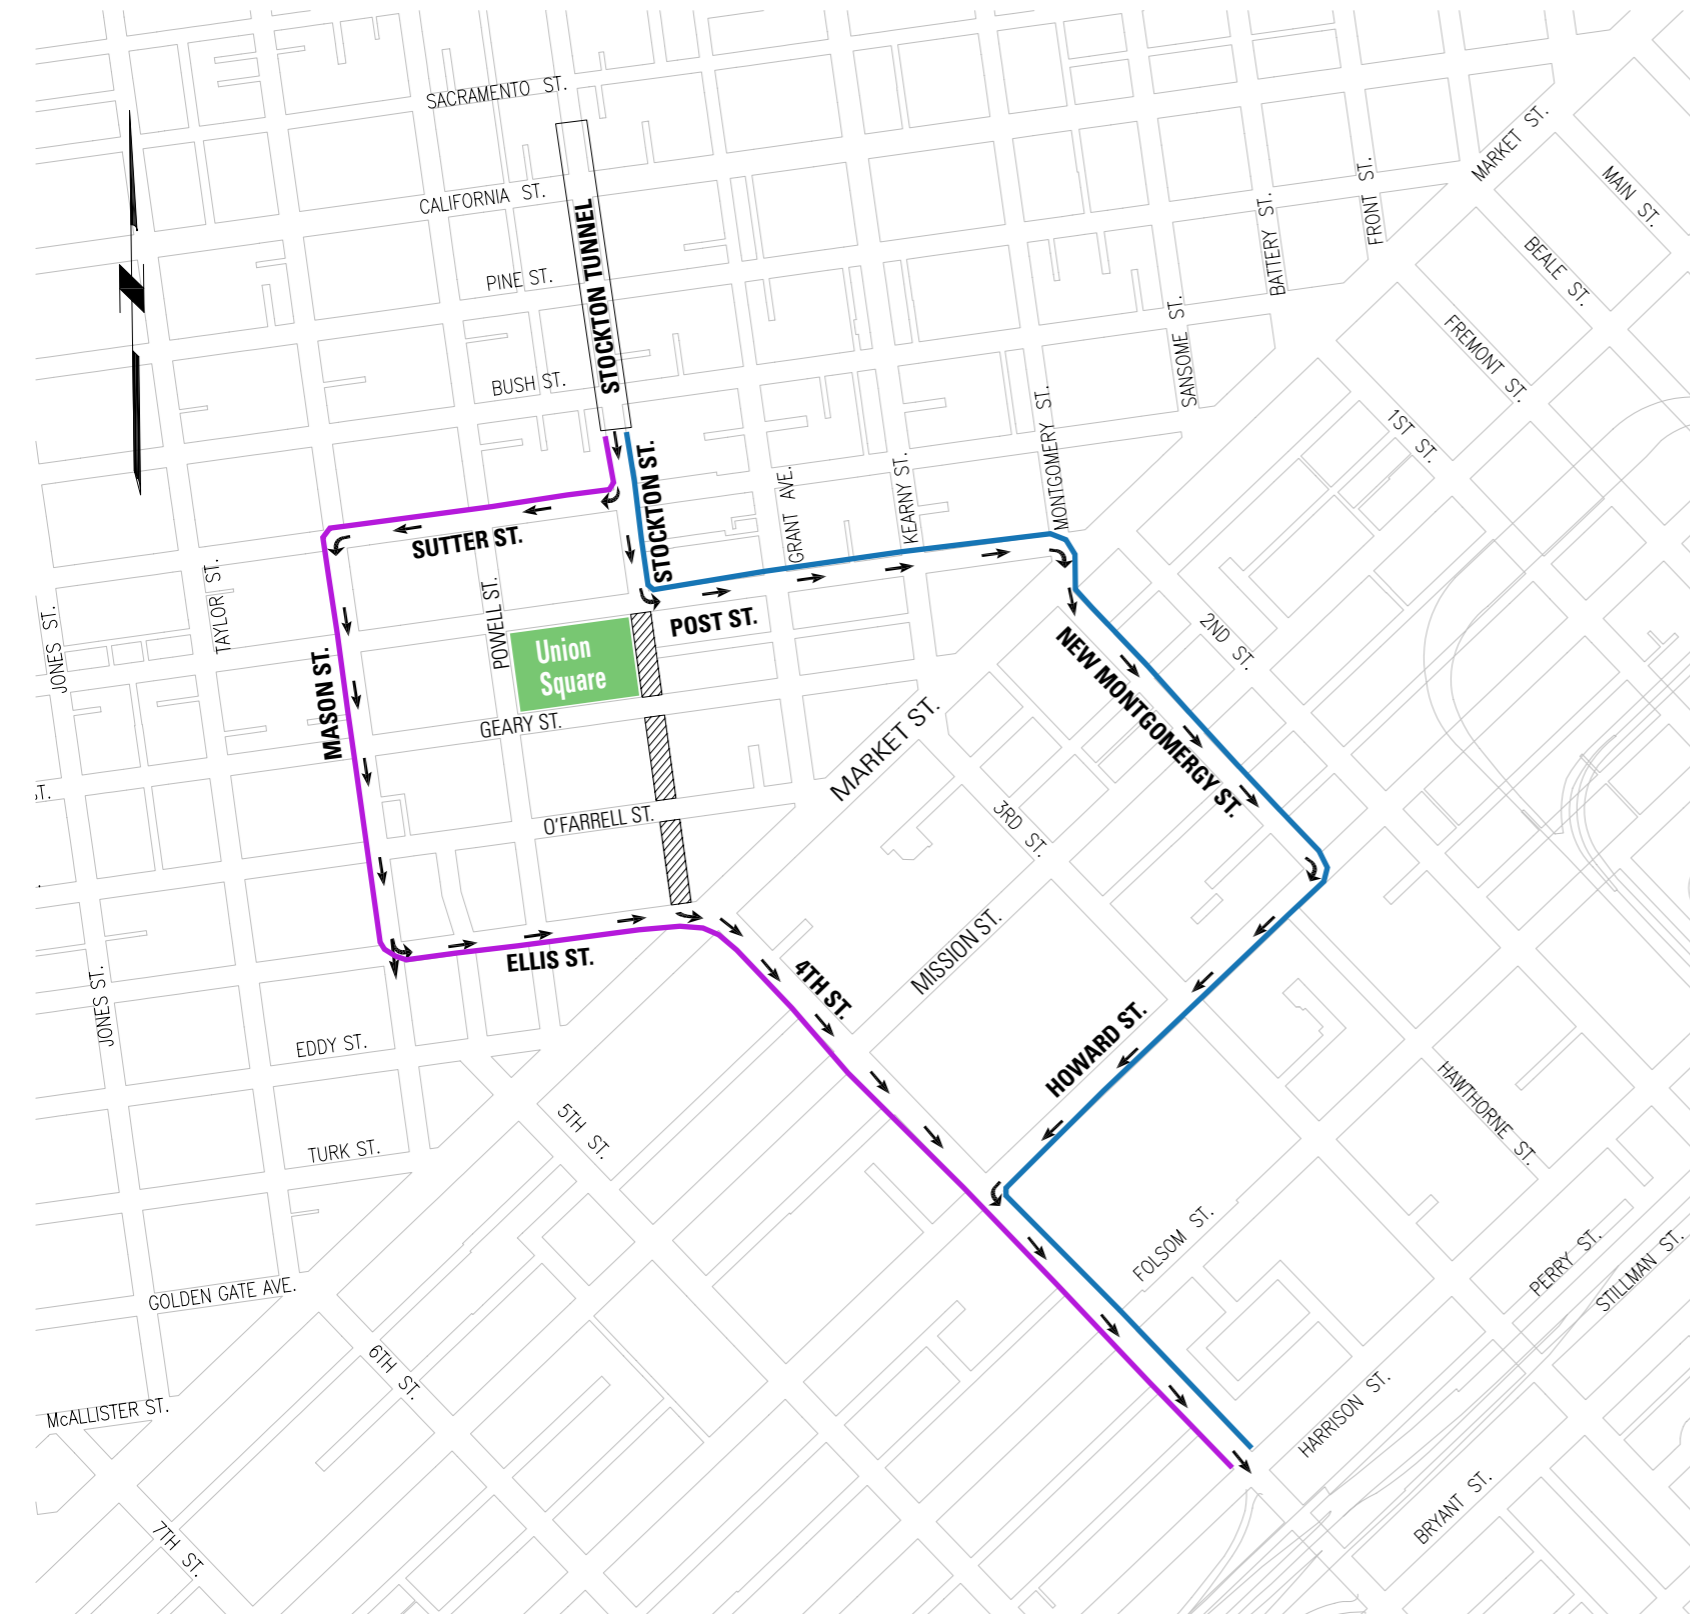 SACRAMENTO ST.
MARKET ST.
MAIN ST.
CALIFORNIA ST.
FRONT ST.
BATTERY ST.
BEALE ST.
PINE ST.
STOCKTON TUNNEL
SANSOME ST.
FREMONT ST.
BUSH ST.
1ST ST.
MONTGOMERY ST.
STOCKTON ST.
GRANT AVE.
KEARNY ST.
SUTTER ST.
TAYLOR ST.
JONES ST.
POWELL ST.
POST ST.
2ND ST.
Union
Square
MASON ST.
NEW MONTGOMERGY ST.
GEARY ST.
MARKET ST.
ST.
O'FARRELL ST.
3RD ST.
MISSION ST.
ELLIS ST.
4TH ST.
JONES ST.
EDDY ST.
HOWARD ST.
HAWTHORNE ST.
5TH ST.
TURK ST.
FOLSOM ST.
PERRY ST.
STILLMAN ST.
GOLDEN GATE AVE.
6TH ST.
HARRISON ST.
McALLISTER ST.
BRYANT ST.
7TH ST.
N